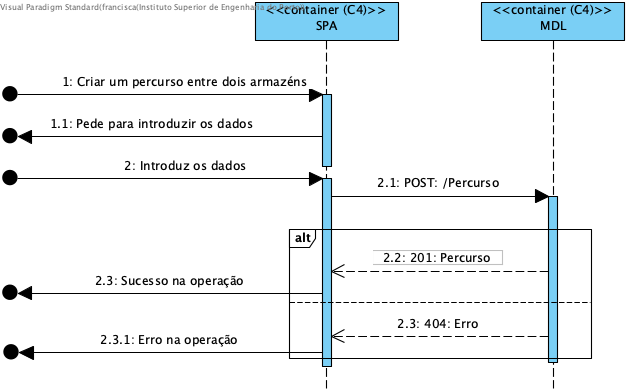 Visual Paradigm Standard(francisca(Instituto Superior de Engenharia do
<<container (C4)>>
SPA
<<container (C4)>>
MDL
1: Criar um percurso entre dois armazéns
1.1: Pede para introduzir os dados
2: Introduz os dados
2.1: POST: /Percurso
alt
2.2: 201: Percurso
2.3: Sucesso na operação
2.3: 404: Erro
2.3.1: Erro na operação